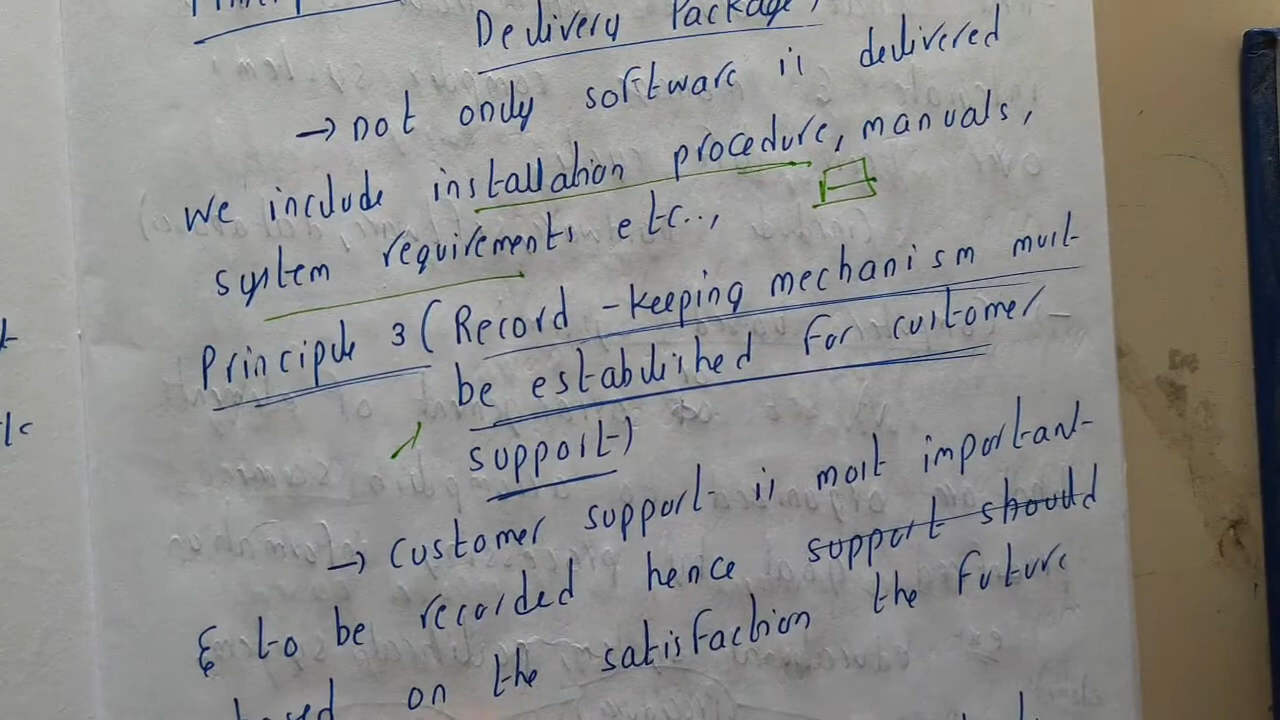 Delivery Package,
→ not only software is delivered
we include installation procedure, manuals,
system requirements etc..,
Principle 3 (Record -keeping mechanism must
be established for customer
support)
→ customer support is most important
& to be recorded hence support should
based on the satisfaction the future